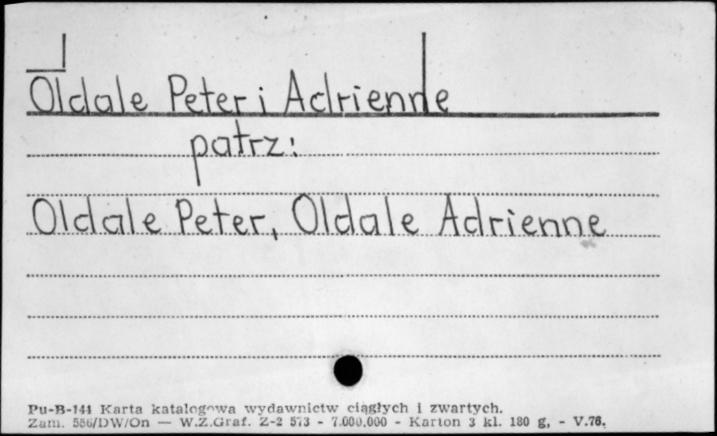 Oldale Peter i Adrienne
patrz:
Oldale Peter, Oldale Adrienne
Pu-B-144 Karta katalogowa wydawnictw ciągłych i zwartych.
Zam. 556/DW/On — W.Z.Graf. Z-2 573 - 7.000.000 - Karton 3 kl. 180 g. - V.76.